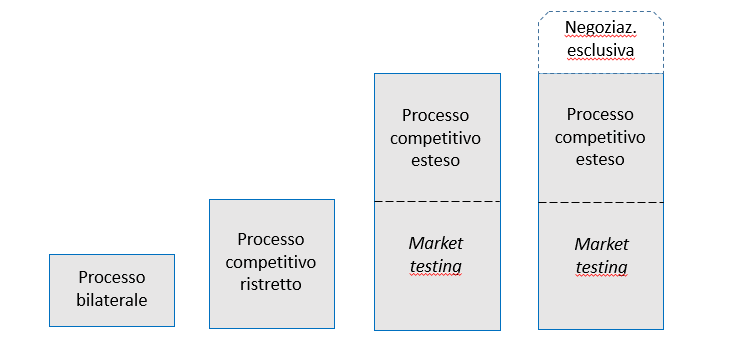 Processo
bilaterale
Processo
competitivo
ristretto
Processo
competitivo
esteso
Market
testing
Negoziaz.
esclusiva
Processo
competitivo
esteso
Market
testing